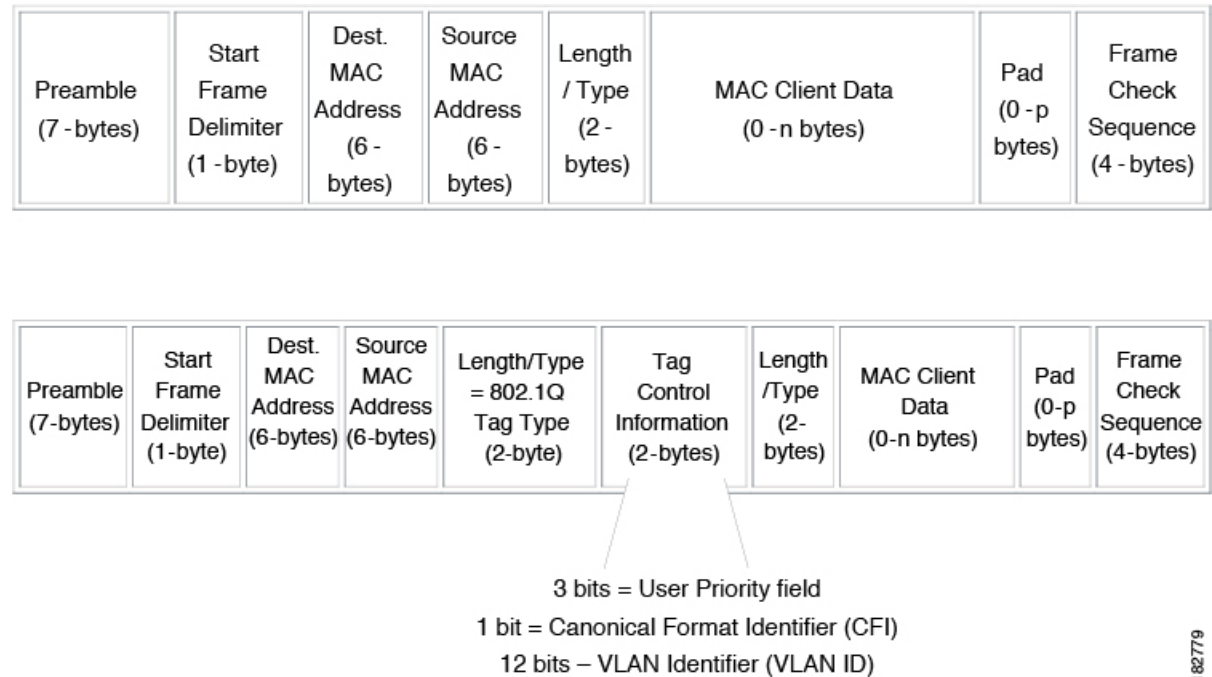 Preamble
(7 -bytes)
Start
Frame
Delimiter
(1 -byte)
Dest.
MAC
Address
(6 -
bytes)
Source
MAC
Address
(6 -
bytes)
Length
/ Type
(2 -
bytes)
MAC Client Data
(0 -n bytes)
Pad
(0 -p
bytes)
Frame
Check
Sequence
(4 -bytes)
Preamble
(7-bytes)
Start
Frame
Delimiter
(1-byte)
Dest.
MAC
Address
(6-bytes)
Source
MAC
Address
(6-bytes)
Length/Type
= 802.1Q
Tag Type
(2-byte)
Tag
Control
Information
(2-bytes)
Length
/Type
(2-
bytes)
MAC Client
Data
(0-n bytes)
Pad
(0-p
bytes)
Frame
Check
Sequence
(4-bytes)
3 bits = User Priority field
1 bit = Canonical Format Identifier (CFI)
12 bits – VLAN Identifier (VLAN ID)
182779